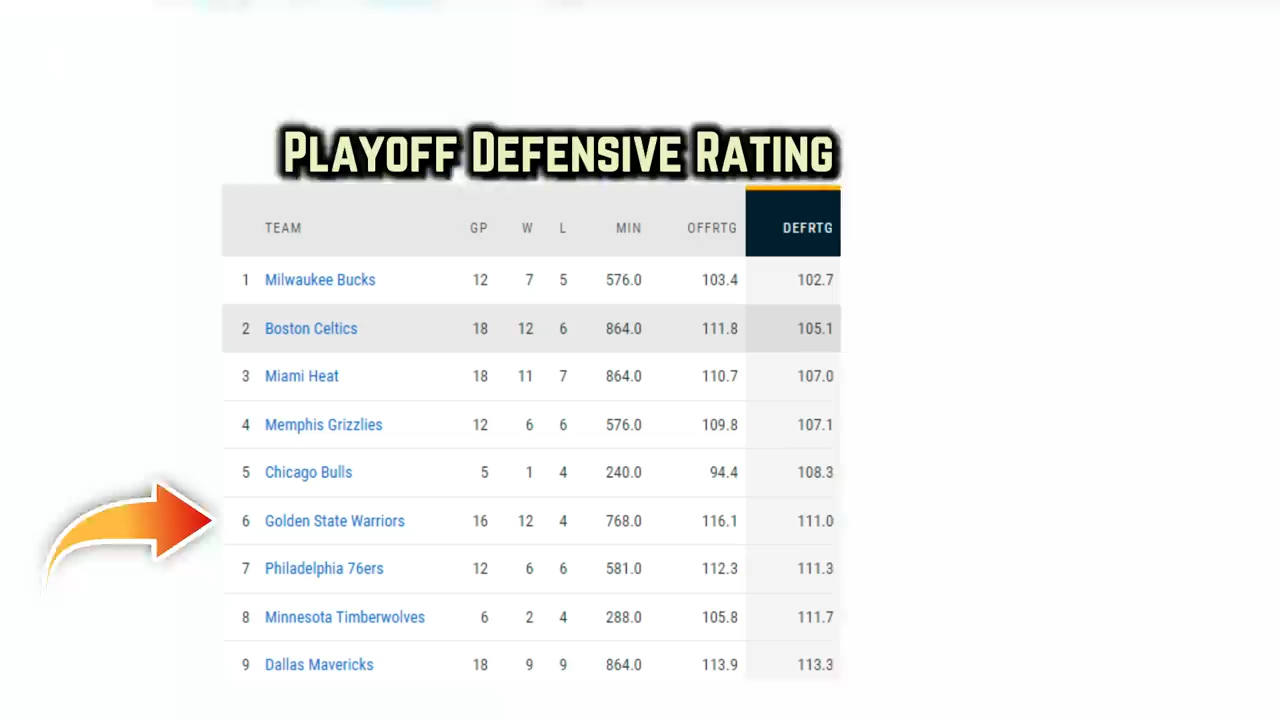 Playoff Defensive Rating
TEAM GP W L MIN OFFRTG DEFRTG
1 Milwaukee Bucks 12 7 5 576.0 103.4 102.7
2 Boston Celtics 18 12 6 864.0 111.8 105.1
3 Miami Heat 18 11 7 864.0 110.7 107.0
4 Memphis Grizzlies 12 6 6 576.0 109.8 107.1
5 Chicago Bulls 5 1 4 240.0 94.4 108.3
6 Golden State Warriors 16 12 4 768.0 116.1 111.0
7 Philadelphia 76ers 12 6 6 581.0 112.3 111.3
8 Minnesota Timberwolves 6 2 4 288.0 105.8 111.7
9 Dallas Mavericks 18 9 9 864.0 113.9 113.3